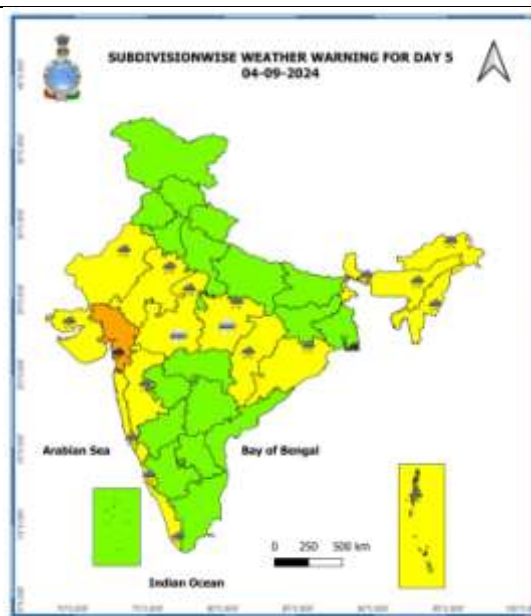 SUBDIVISIONWISE WEATHER WARNING FOR DAY 5
04-09-2024
Arabian Sea
Bay of Bengal
0 250 500 km
Indian Ocean